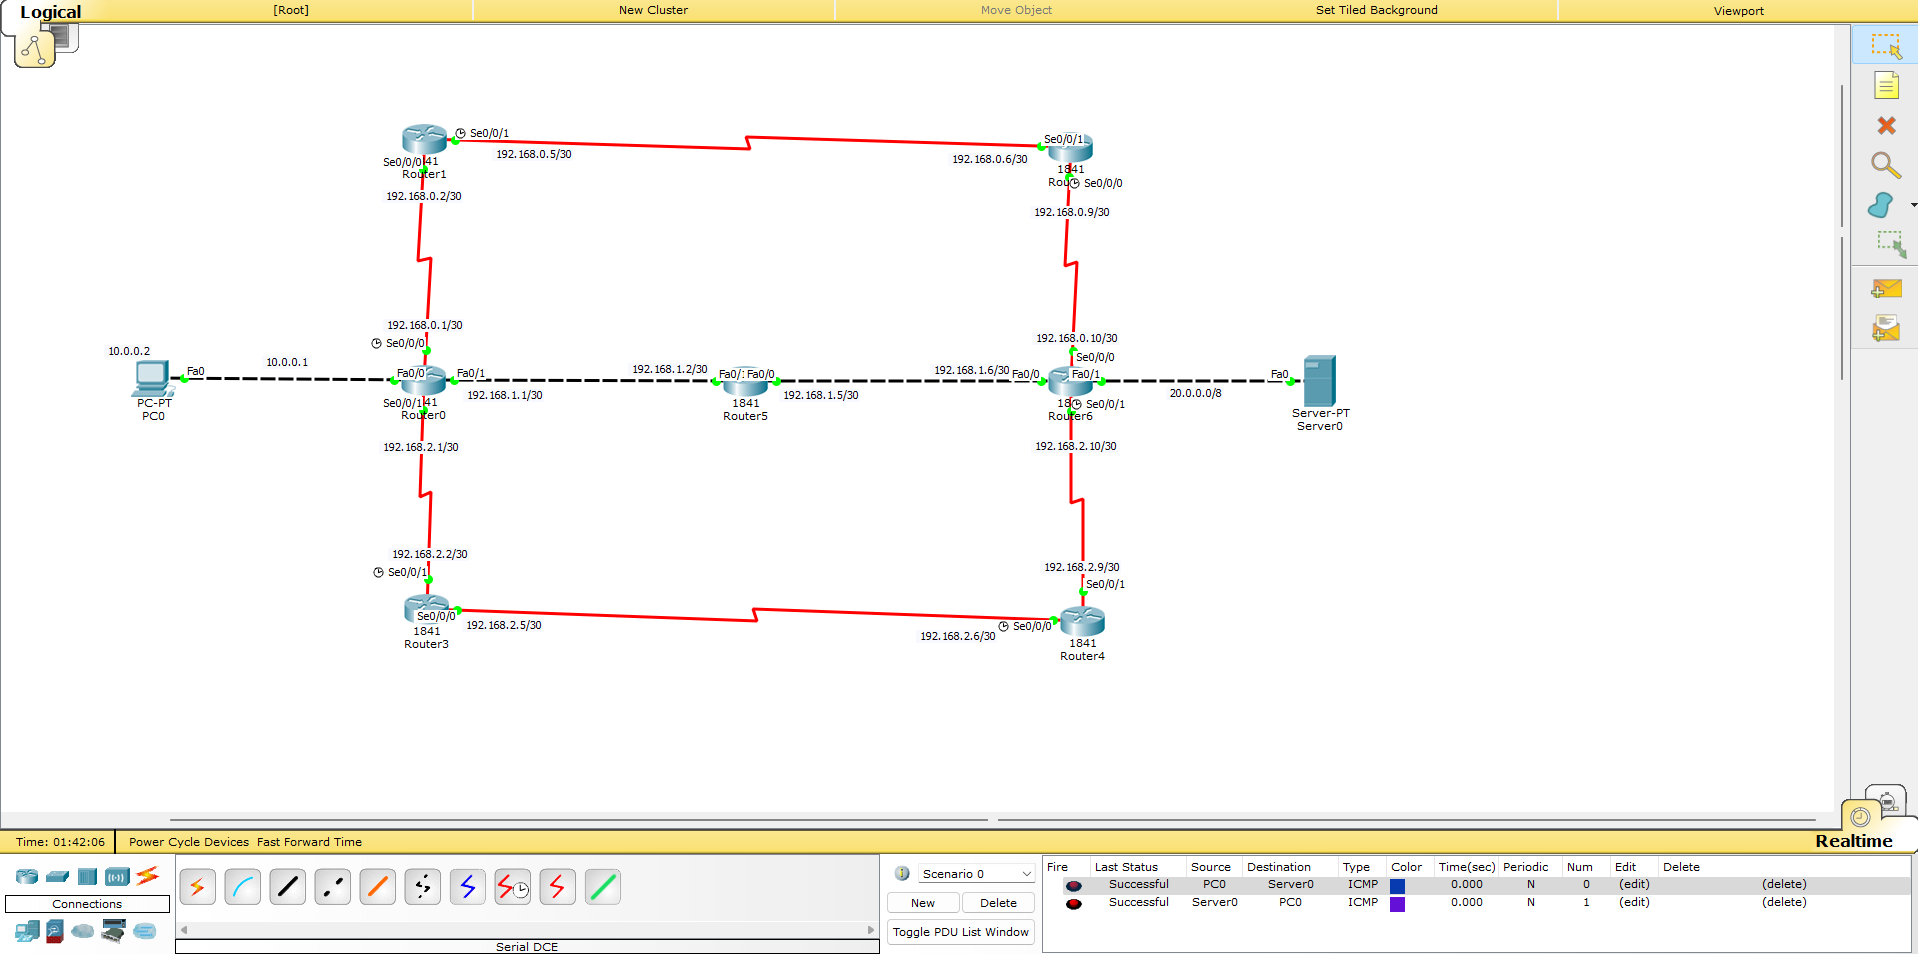 Logical
[Root]
New Cluster
Move Object
Set Tiled Background
Viewport
Se0/0/1
192.168.0.5/30
Se0/0/0
41
Router1
192.168.0.2/30
Se0/0/1
192.168.0.6/30
1841
Se0/0/0
192.168.0.9/30
192.168.0.1/30
Se0/0/0
10.0.0.2
Fa0
10.0.0.1
PC-PT
PC0
Fa0/0
Fa0/1
Se0/0/1
41
Router0
192.168.1.1/30
192.168.2.1/30
192.168.1.2/30
Fa0/0
1841
Router5
192.168.1.5/30
192.168.0.10/30
Se0/0/0
192.168.1.6/30
Fa0/0
Fa0/1
Se0/0/1
Router6
192.168.2.10/30
20.0.0.0/8
Fa0
Server-PT
Server0
192.168.2.2/30
Se0/0/1
Se0/0/0
1841
Router3
192.168.2.5/30
192.168.2.9/30
Se0/0/1
Se0/0/0
192.168.2.6/30
1841
Router4
Time: 01:42:06
Power Cycle Devices Fast Forward Time
Realtime
Connections
Serial DCE
Scenario 0
New
Delete
Toggle PDU List Window
Fire Last Status Source Destination Type Color Time(sec) Periodic Num Edit Delete
Successful PC0 Server0 ICMP 0.000 N 0 (edit) (delete)
Successful Server0 PC0 ICMP 0.000 N 1 (edit) (delete)